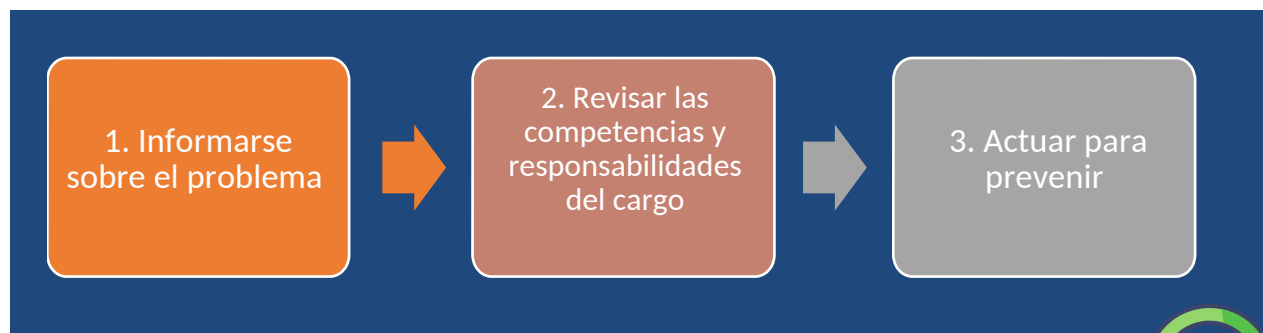 1. Informarse
sobre el problema
2. Revisar las
competencias y
responsabilidades
del cargo
3. Actuar para
prevenir